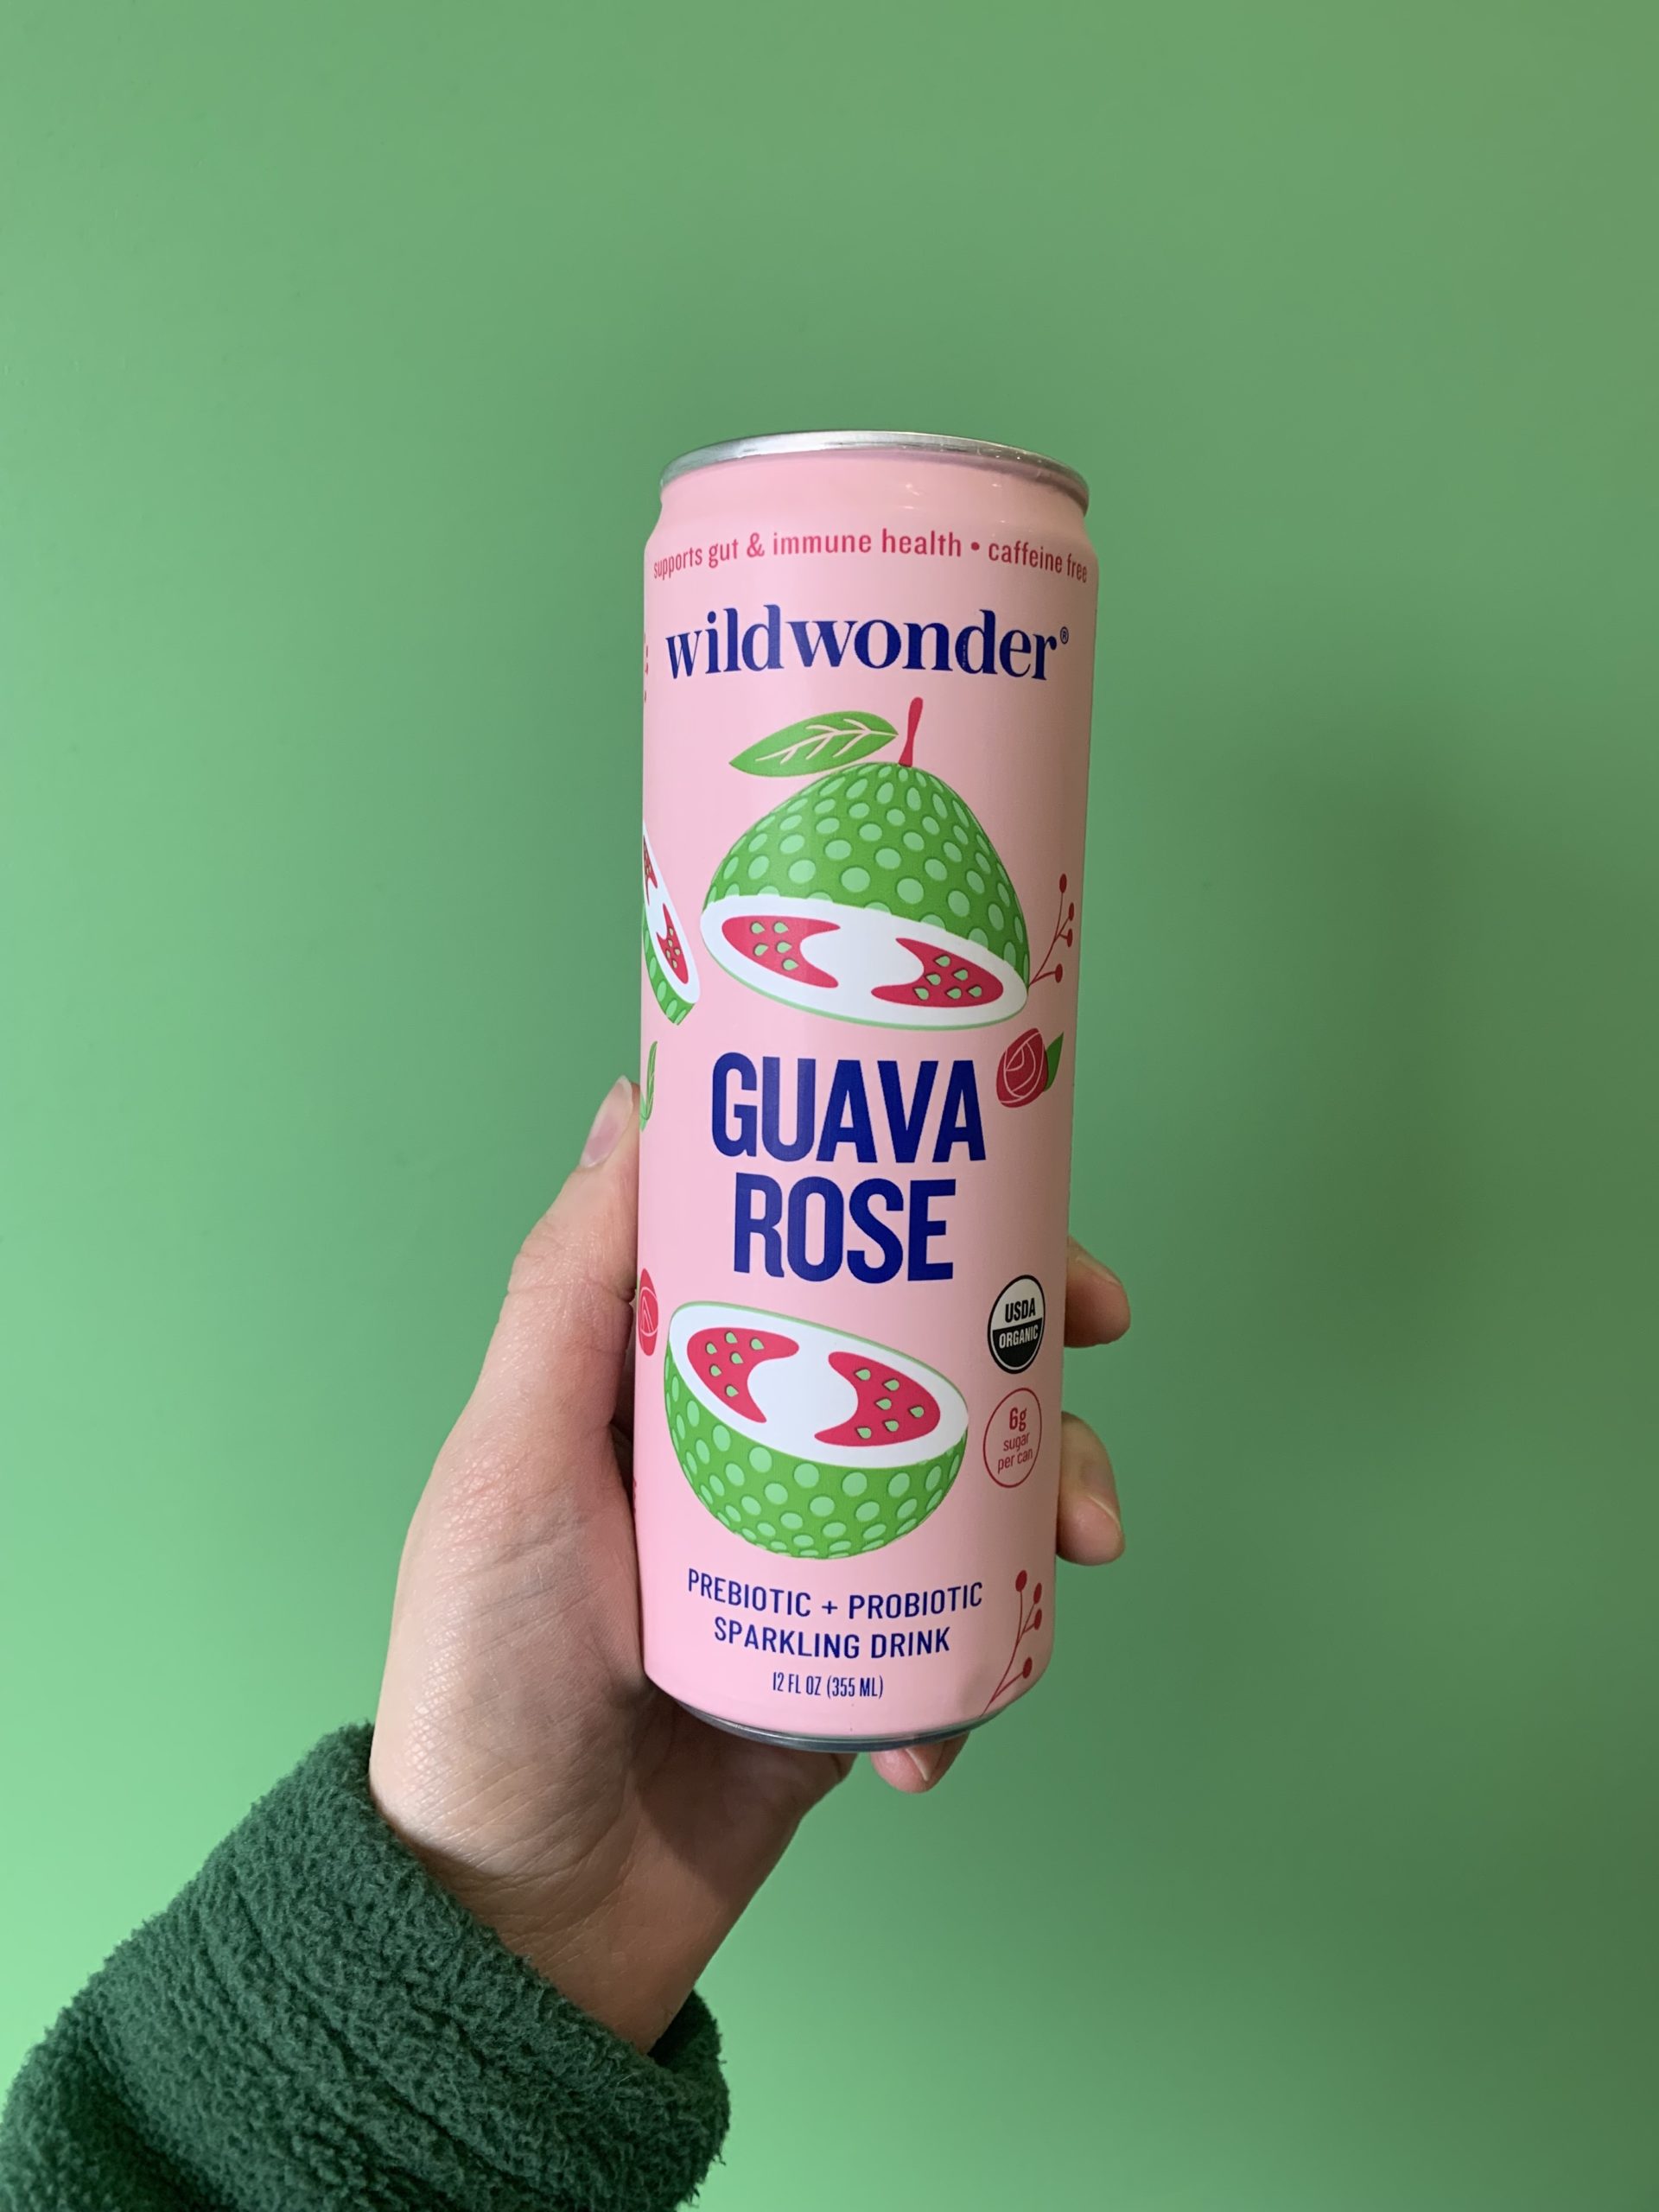 supports gut & immune health • caffeine free
wildwonder®
GUAVA
ROSE
USDA
ORGANIC
6g
sugar
per can
PREBIOTIC + PROBIOTIC
SPARKLING DRINK
12 FL OZ (355 ML)